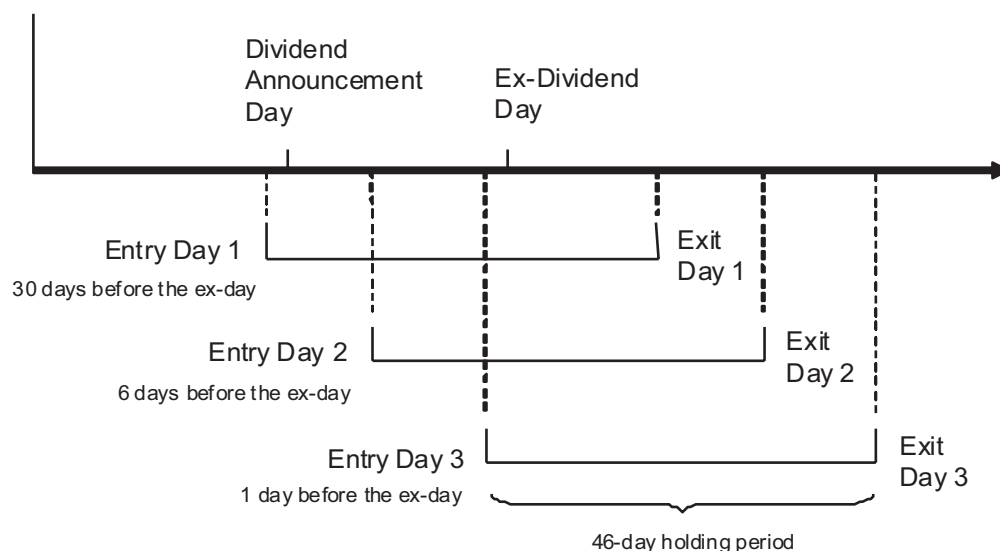 Dividend
Announcement
Day
Ex-Dividend
Day
Entry Day 1
30 days before the ex-day
Exit
Day 1
Entry Day 2
6 days before the ex-day
Exit
Day 2
Entry Day 3
1 day before the ex-day
Exit
Day 3
46-day holding period